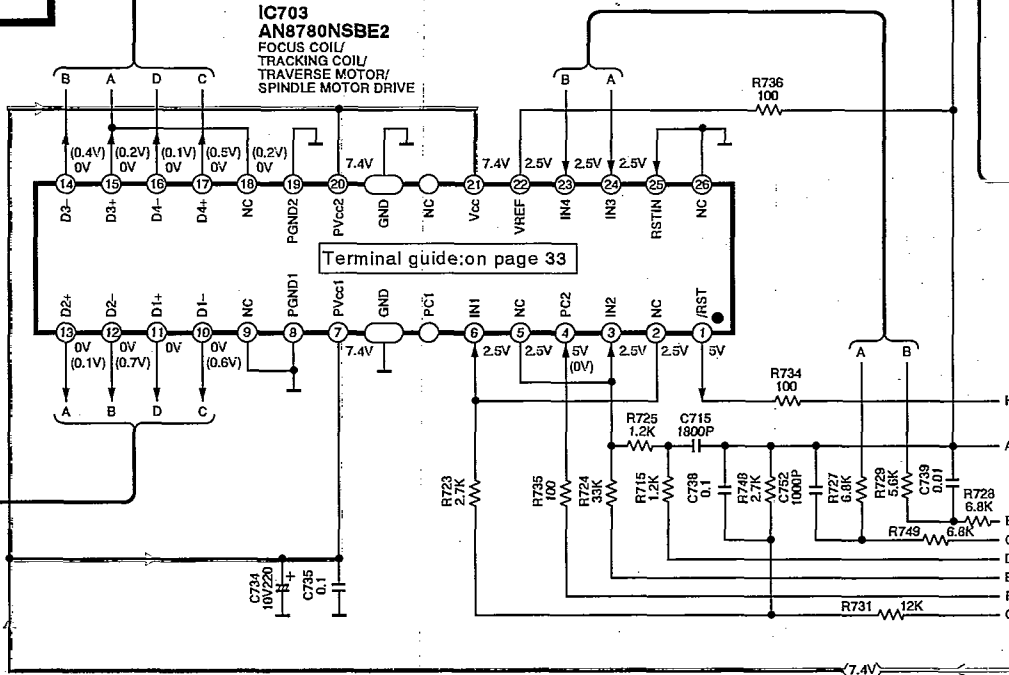 IC703
AN8780NSBE2
FOCUS COIL/
TRACKING COIL/
TRAVERSE MOTOR/
SPINDLE MOTOR DRIVE
B A D C
B A
R736
100
(0.4V) (0.2V) (0.1V) (0.5V) (0.2V)
0V 0V 0V 0V 0V 7.4V 7.4V 2.5V 2.5V 2.5V
14 15 16 17 18 19 20 21 22 23 24 25 26
D3- D3+ D4- D4+ NC PGND2 PVcc2 GND NC Vcc VREF IN4 IN3 RSTIN NC
Terminal guide:on page 33
D2+ D2- D1+ D1- NC PGND1 PVcc1 GND PC1 IN1 NC PC2 IN2 NC /RST
13 12 11 10 9 8 7 6 5 4 3 2 1
0V 0V 0V 0V 7.4V 2.5V 2.5V 5V 2.5V 2.5V 5V
(0.1V) (0.7V) (0.6V) (0V)
A B
A B D C
R734
100
R725
1.2K
C715
1800P
R723
2.7K
R735
100
R724
33K
R715
1.2K
C738
0.1
R748
2.7K
C752
1000P
R727
6.8K
R729
5.6K
C739
0.01
R728
6.8K
R749 6.8K
C734
10V220
+
C735
0.1
R731 12K
7.4V